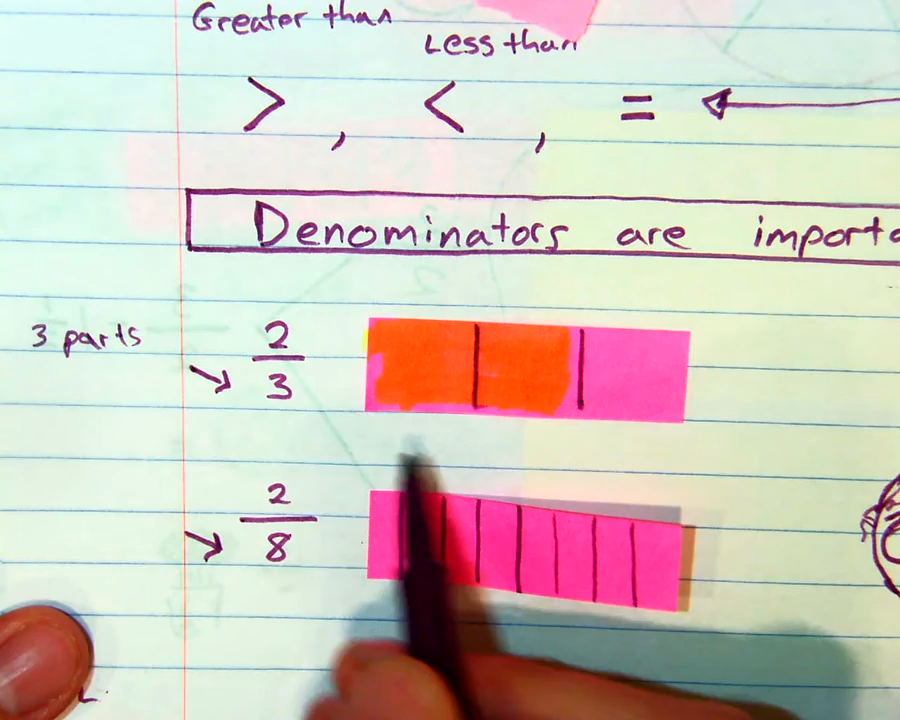 Greater than
Less than
> , < , =
Denominators are
3 parts
2
3
2
8